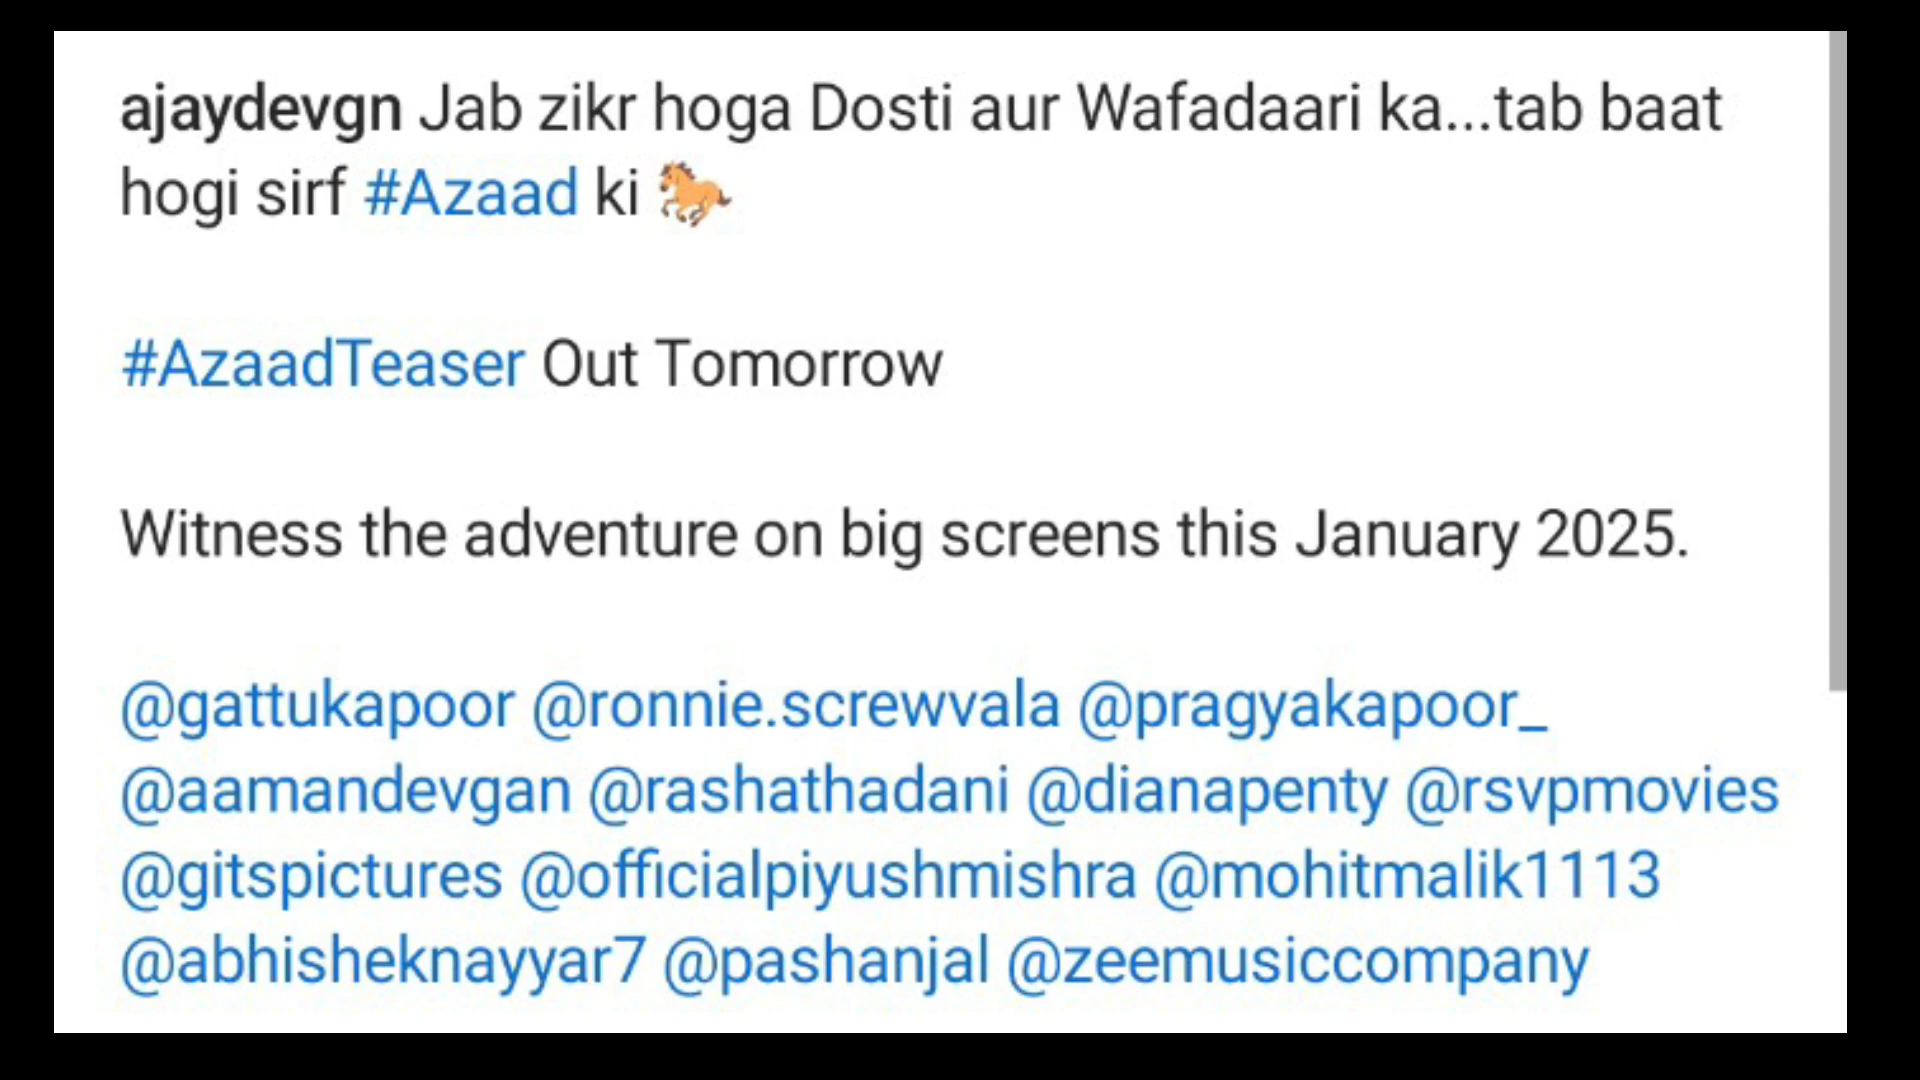 ajaydevgn Jab zikr hoga Dosti aur Wafadaari ka...tab baat
hogi sirf #Azaad ki 🐎
#AzaadTeaser Out Tomorrow
Witness the adventure on big screens this January 2025.
@gattukapoor @ronnie.screwvala @pragyakapoor_
@aamandevgan @rashathadani @dianapenty @rsvpmovies
@gitspictures @officialpiyushmishra @mohitmalik1113
@abhisheknayyar7 @pashanjal @zeemusiccompany